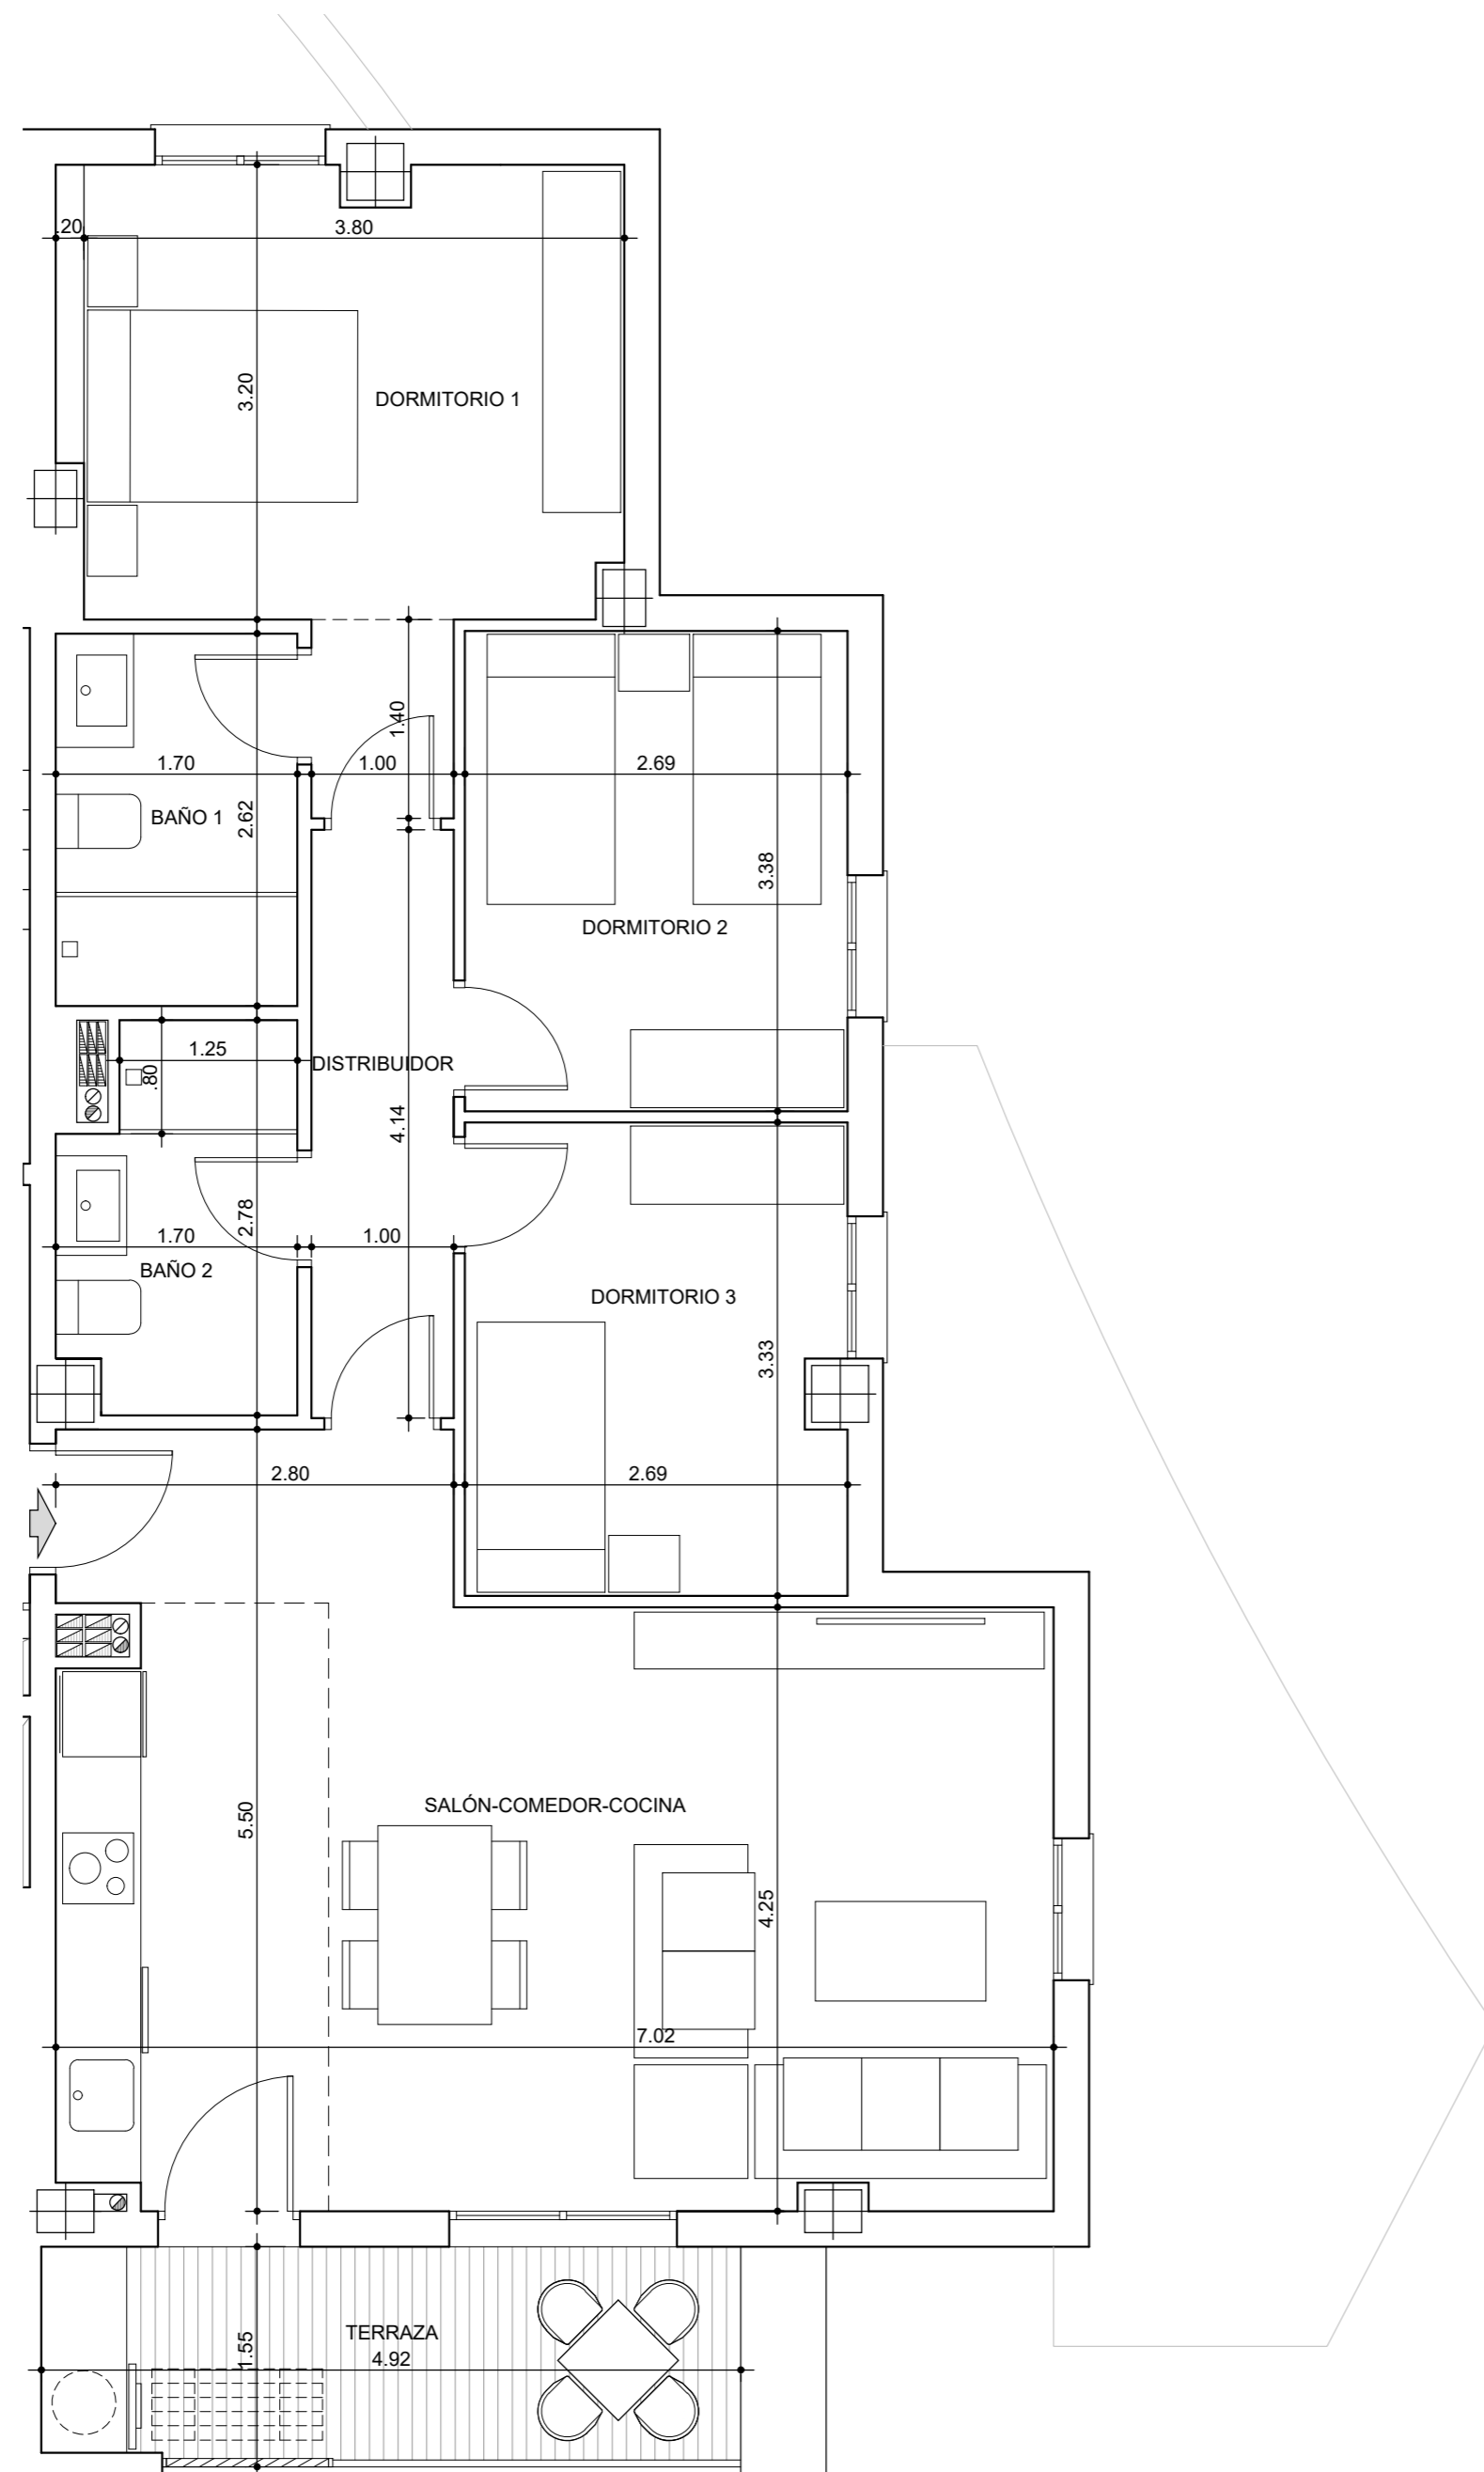 .20
3.80
3.20
DORMITORIO 1
1.40
1.70
1.00
2.69
BAÑO 1
2.62
3.38
DORMITORIO 2
1.25
DISTRIBUIDOR
.80
4.14
2.78
1.70
1.00
BAÑO 2
DORMITORIO 3
3.33
2.80
2.69
SALÓN-COMEDOR-COCINA
5.50
4.25
7.02
TERRAZA
1.55
4.92